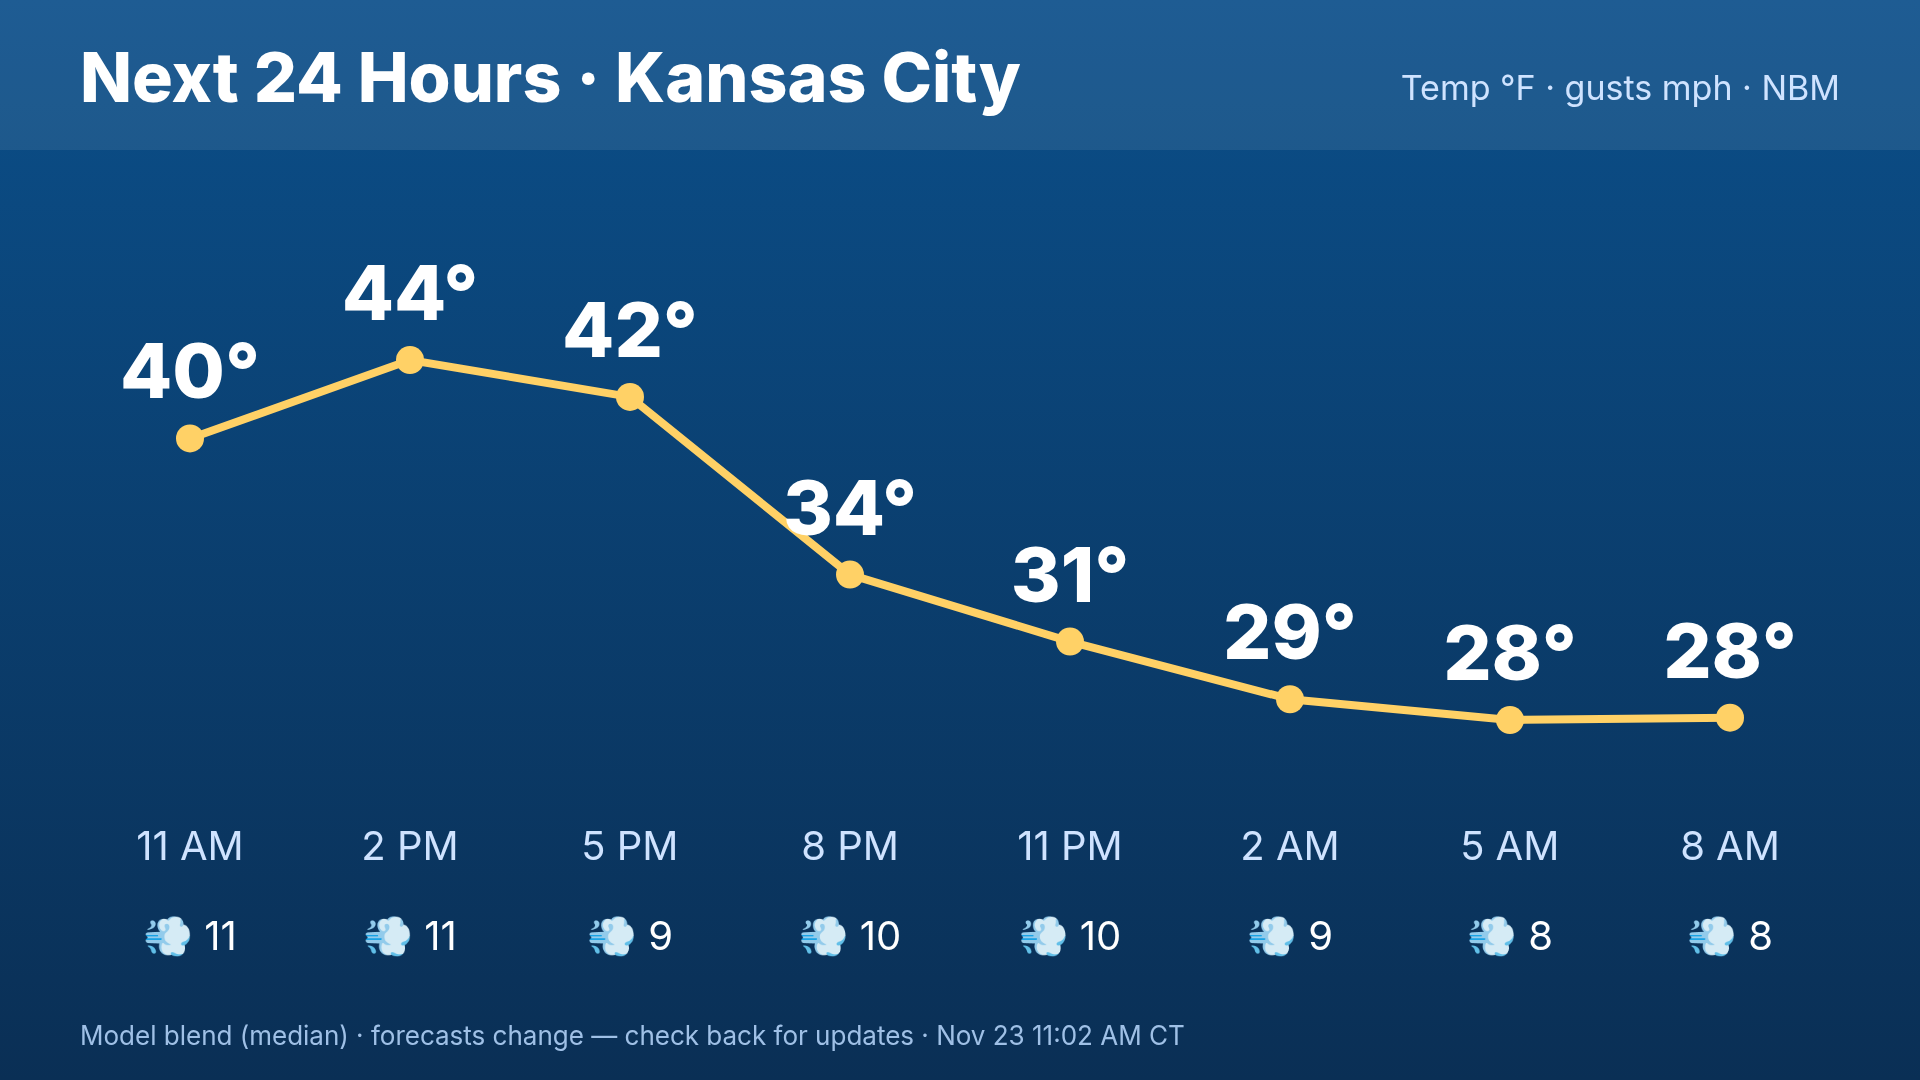 Next 24 Hours · Kansas City
Temp °F · gusts mph · NBM
40° 44° 42° 34° 31° 29° 28° 28°
11 AM 2 PM 5 PM 8 PM 11 PM 2 AM 5 AM 8 AM
💨 11 💨 11 💨 9 💨 10 💨 10 💨 9 💨 8 💨 8
Model blend (median) · forecasts change — check back for updates · Nov 23 11:02 AM CT